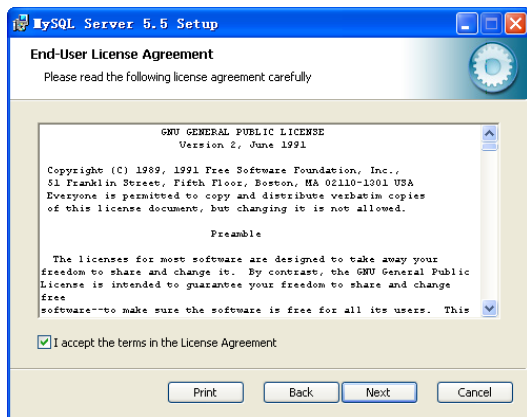 MySQL Server 5.5 Setup
End-User License Agreement
Please read the following license agreement carefully
GNU GENERAL PUBLIC LICENSE
Version 2, June 1991
Copyright (C) 1989, 1991 Free Software Foundation, Inc.,
51 Franklin Street, Fifth Floor, Boston, MA 02110-1301 USA
Everyone is permitted to copy and distribute verbatim copies
of this license document, but changing it is not allowed.
Preamble
The licenses for most software are designed to take away your
freedom to share and change it. By contrast, the GNU General Public
License is intended to guarantee your freedom to share and change
free
software--to make sure the software is free for all its users. This
I accept the terms in the License Agreement
Print Back Next Cancel